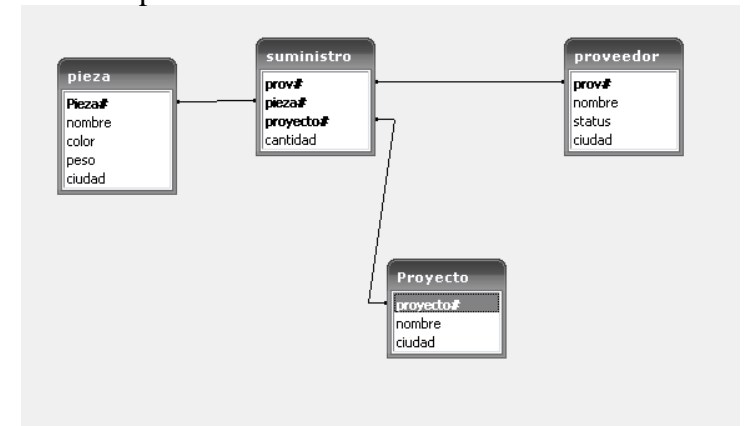 pieza
Pieza#
nombre
color
peso
ciudad
suministro
prov#
pieza#
proyecto#
cantidad
proveedor
prov#
nombre
status
ciudad
Proyecto
proyecto#
nombre
ciudad